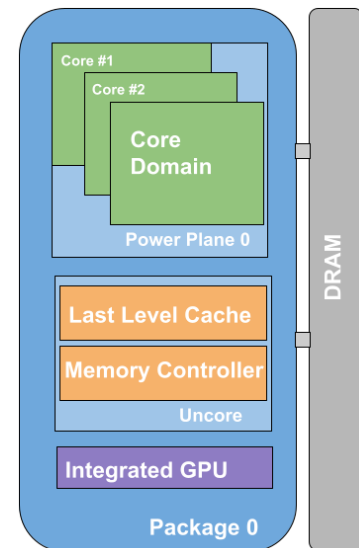 Core #1
Core #2
Core
Domain
Power Plane 0
Last Level Cache
Memory Controller
Uncore
Integrated GPU
Package 0
DRAM